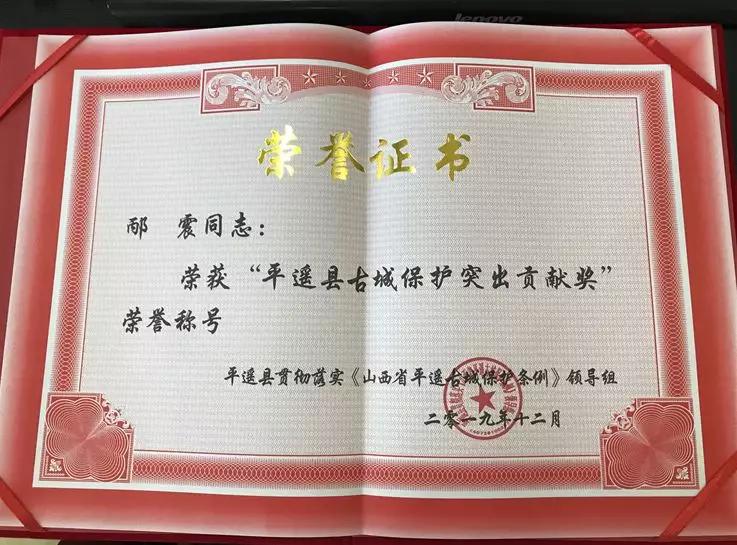 lenovo
荣誉证书
邴 震同志：
荣获“平遥县古城保护突出贡献奖”
荣誉称号
平遥县贯彻落实《山西省平遥古城保护条例》领导组
二零一九年十二月